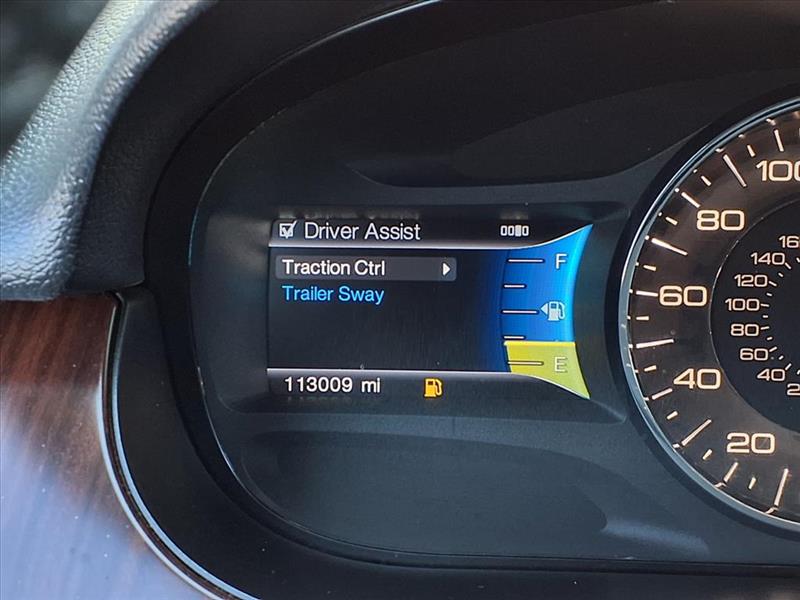 Driver Assist
Traction Ctrl
Trailer Sway
F
E
113009 mi
100
80
60
40
20
140
120
100
80
60
40